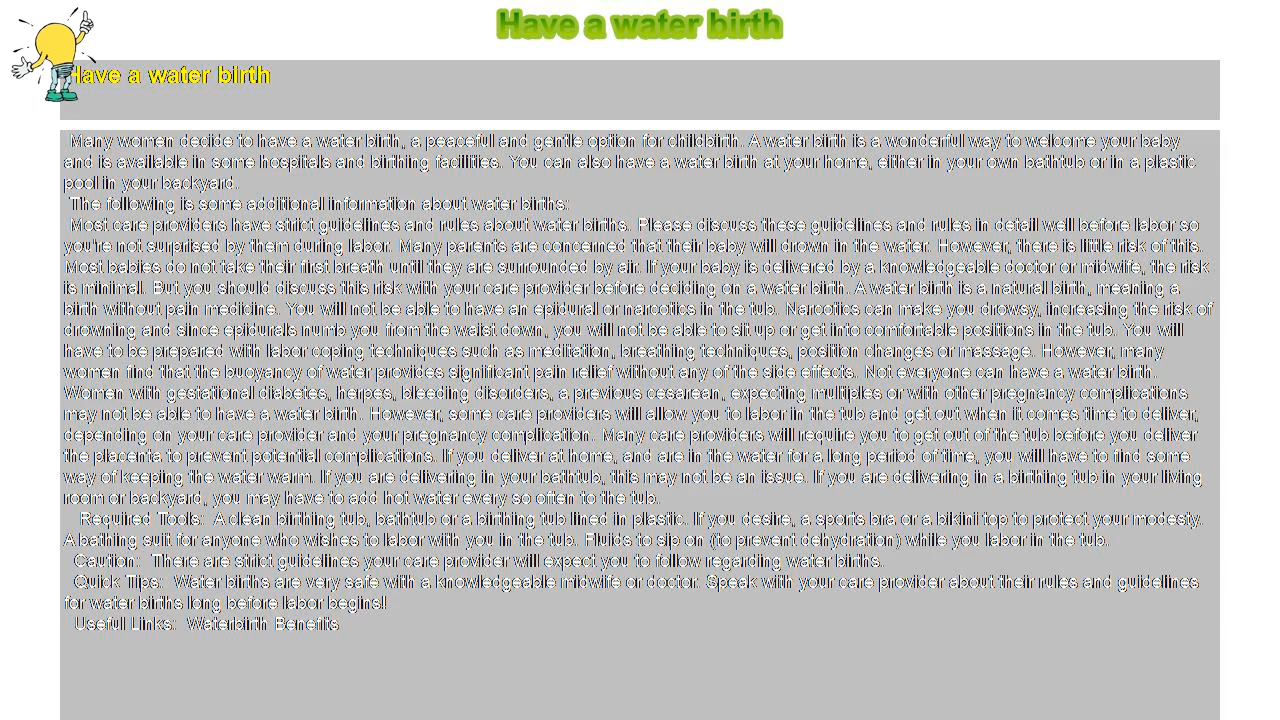 Have a water birth
Have a water birth
Many women decide to have a water birth, a peaceful and gentle option for childbirth. A water birth is a wonderful way to welcome your baby
and is available in some hospitals and birthing facilities. You can also have a water birth at your home, either in your own bathtub or in a plastic
pool in your backyard.
The following is some additional information about water births:
Most care providers have strict guidelines and rules about water births. Please discuss these guidelines and rules in detail well before labor so
you're not surprised by them during labor. Many parents are concerned that their baby will drown in the water. However, there is little risk of this.
Most babies do not take their first breath until they are surrounded by air. If your baby is delivered by a knowledgeable doctor or midwife, the risk
is minimal. But you should discuss this risk with your care provider before deciding on a water birth. A water birth is a natural birth, meaning a
birth without pain medicine. You will not be able to have an epidural or narcotics in the tub. Narcotics can make you drowsy, increasing the risk of
drowning and since epidurals numb you from the waist down, you will not be able to sit up or get into comfortable positions in the tub. You will
have to be prepared with labor coping techniques such as meditation, breathing techniques, position changes or massage. However, many
women find that the buoyancy of water provides significant pain relief without any of the side effects. Not everyone can have a water birth.
Women with gestational diabetes, herpes, bleeding disorders, a previous cesarean, expecting multiples or with other pregnancy complications
may not be able to have a water birth. However, some care providers will allow you to labor in the tub and get out when it comes time to deliver,
depending on your care provider and your pregnancy complication. Many care providers will require you to get out of the tub before you deliver
the placenta to prevent potential complications. If you deliver at home, and are in the water for a long period of time, you will have to find some
way of keeping the water warm. If you are delivering in your bathtub, this may not be an issue. If you are delivering in a birthing tub in your living
room or backyard, you may have to add hot water every so often to the tub.
Required Tools: A clean birthing tub, bathtub or a birthing tub lined in plastic. If you desire, a sports bra or a bikini top to protect your modesty.
A bathing suit for anyone who wishes to labor with you in the tub. Fluids to sip on (to prevent dehydration) while you labor in the tub.
Caution: There are strict guidelines your care provider will expect you to follow regarding water births.
Quick Tips: Water births are very safe with a knowledgeable midwife or doctor. Speak with your care provider about their rules and guidelines
for water births long before labor begins!
Useful Links: Waterbirth Benefits